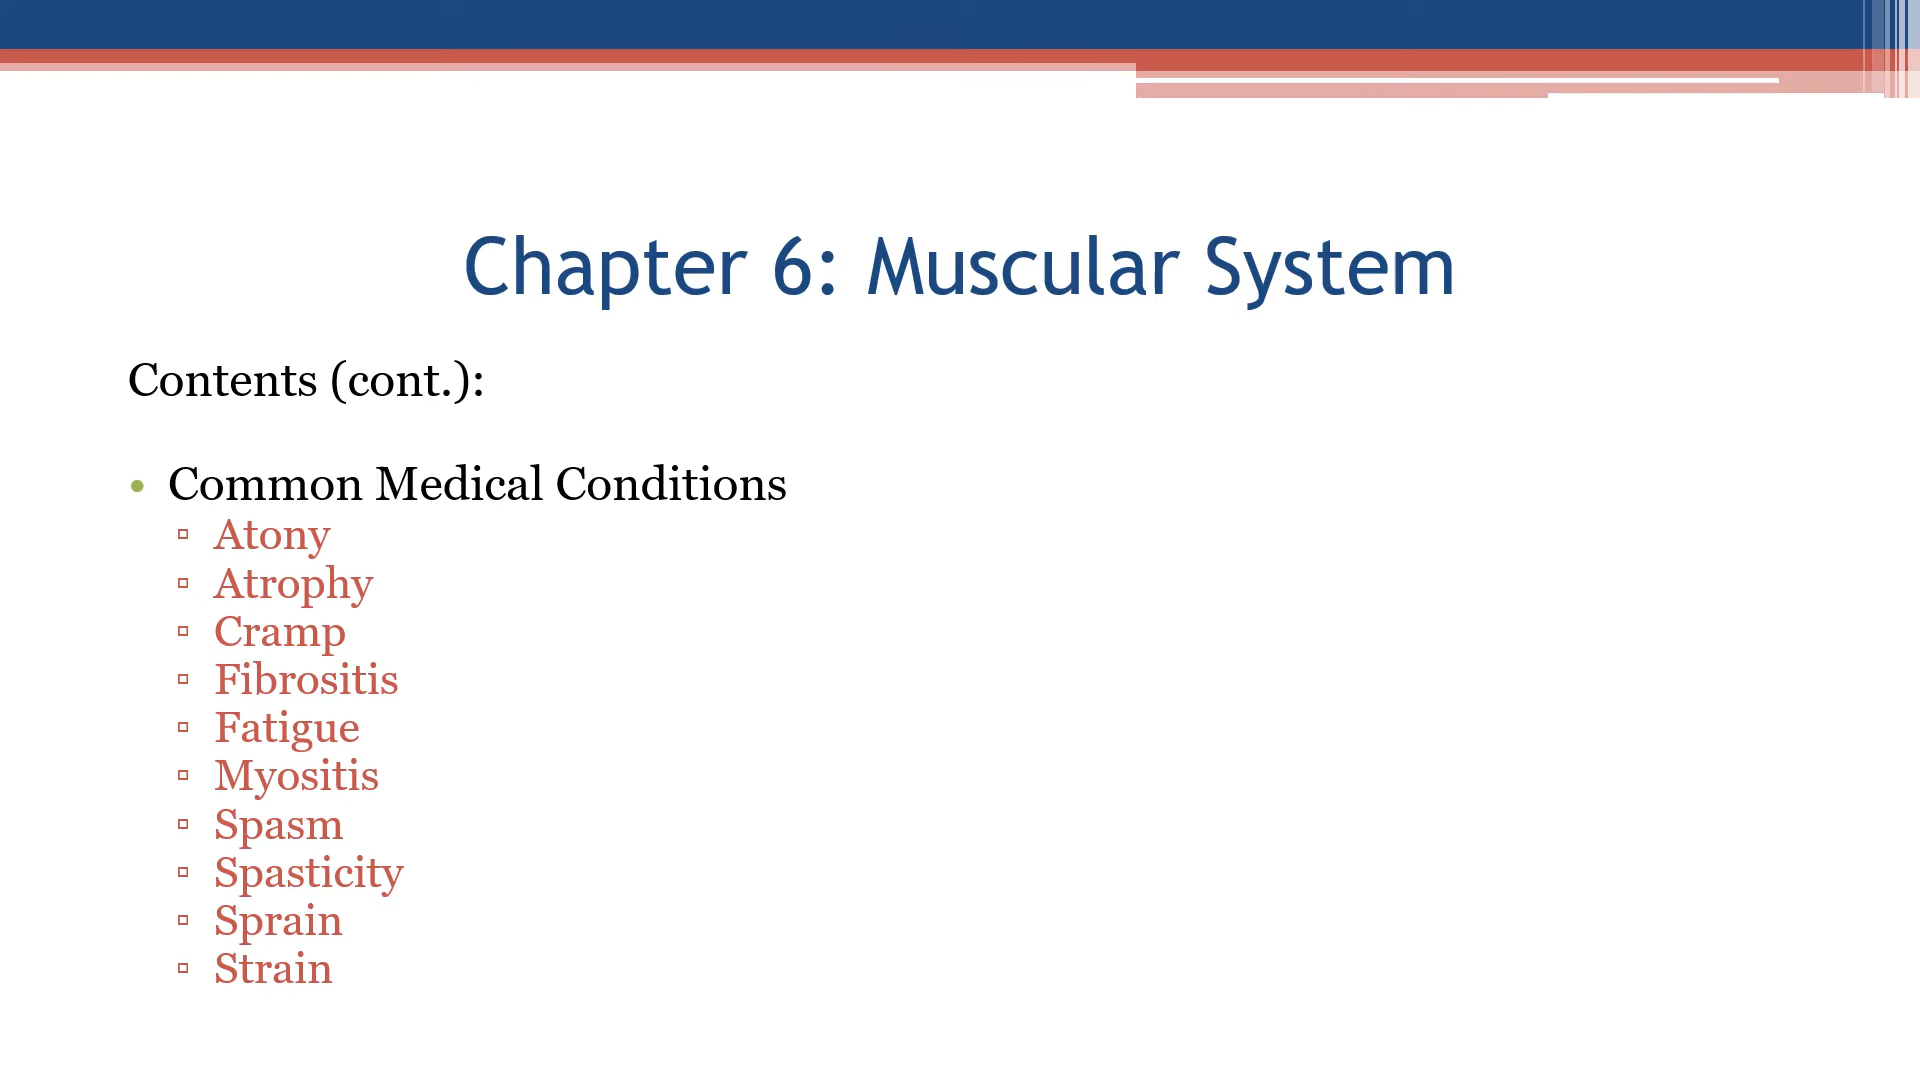 Chapter 6: Muscular System
Contents (cont.):
• Common Medical Conditions
▫ Atony
▫ Atrophy
▫ Cramp
▫ Fibrositis
▫ Fatigue
▫ Myositis
▫ Spasm
▫ Spasticity
▫ Sprain
▫ Strain